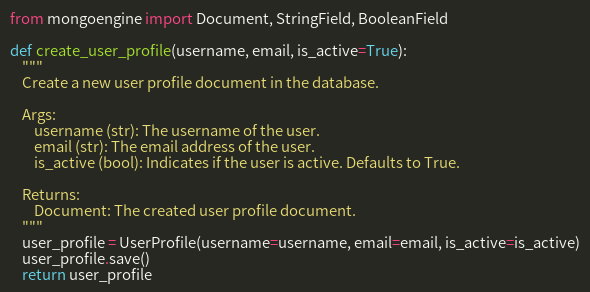 from mongoengine import Document, StringField, BooleanField

def create_user_profile(username, email, is_active=True):
    """
    Create a new user profile document in the database.

    Args:
        username (str): The username of the user.
        email (str): The email address of the user.
        is_active (bool): Indicates if the user is active. Defaults to True.

    Returns:
        Document: The created user profile document.
    """
    user_profile = UserProfile(username=username, email=email, is_active=is_active)
    user_profile.save()
    return user_profile